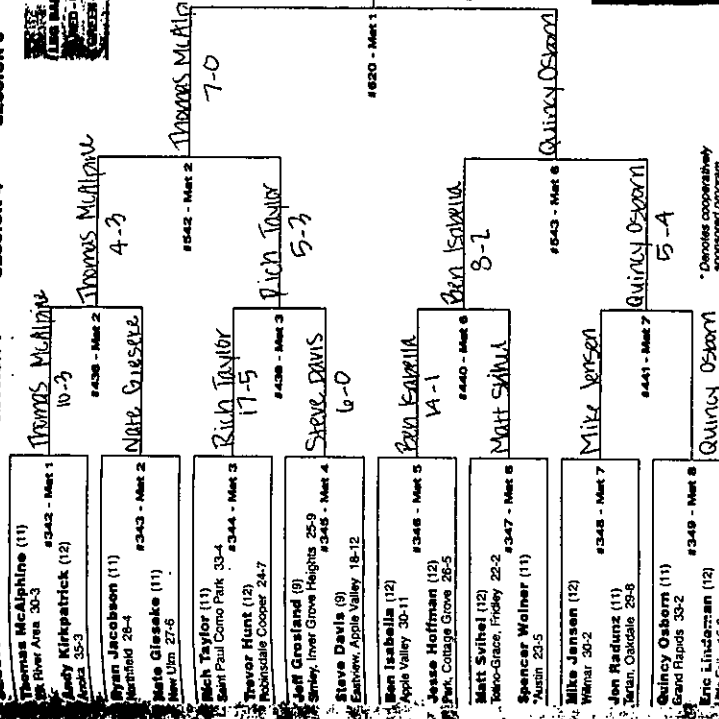 Thomas McAlphine (11)
Elk River Area 30-3
#342 - Mat 1
Andy Kirkpatrick (12)
Anoka 35-3
Ryan Jacobson (11)
Northfield 26-4
#343 - Mat 2
Nate Gieseke (11)
New Ulm 27-6
Rich Taylor (11)
Saint Paul Como Park 33-4
#344 - Mat 3
Trevor Hunt (12)
Robinsdale Cooper 24-7
Jeff Grosland (9)
Simley, Inver Grove Heights 25-9
#345 - Mat 4
Steve Davis (9)
Eastview, Apple Valley 18-12
Ben Isabella (12)
Apple Valley 30-11
#346 - Mat 5
Jesse Hoffman (12)
Park, Cottage Grove 26-5
Matt Svihel (12)
Totino-Grace, Fridley 22-2
#347 - Mat 6
Spencer Wolner (11)
*Austin 23-5
Mike Jensen (12)
Wilmar 30-2
#348 - Mat 7
Jon Radunz (11)
Tartan, Oakdale 29-8
Quincy Osborn (11)
Grand Rapids 33-2
#349 - Mat 8
Eric Lindeman (12)
Thomas McAlpine
10-3
#438 - Mat 2
Nate Gieseke
Rich Taylor
17-5
#439 - Mat 3
Steve Davis
6-0
Ben Isabella
14-1
#440 - Mat 6
Matt Svihel
Mike Jensen
#441 - Mat 7
Quincy Osborn
Thomas McAlpine
4-3
#542 - Mat 2
Rich Taylor
5-3
Ben Isabella
8-2
#543 - Mat 6
Quincy Osborn
5-4
Thomas McAlp
7-0
#620 - Mat 1
Quincy Osborn
* Denotes cooperatively
sponsored program